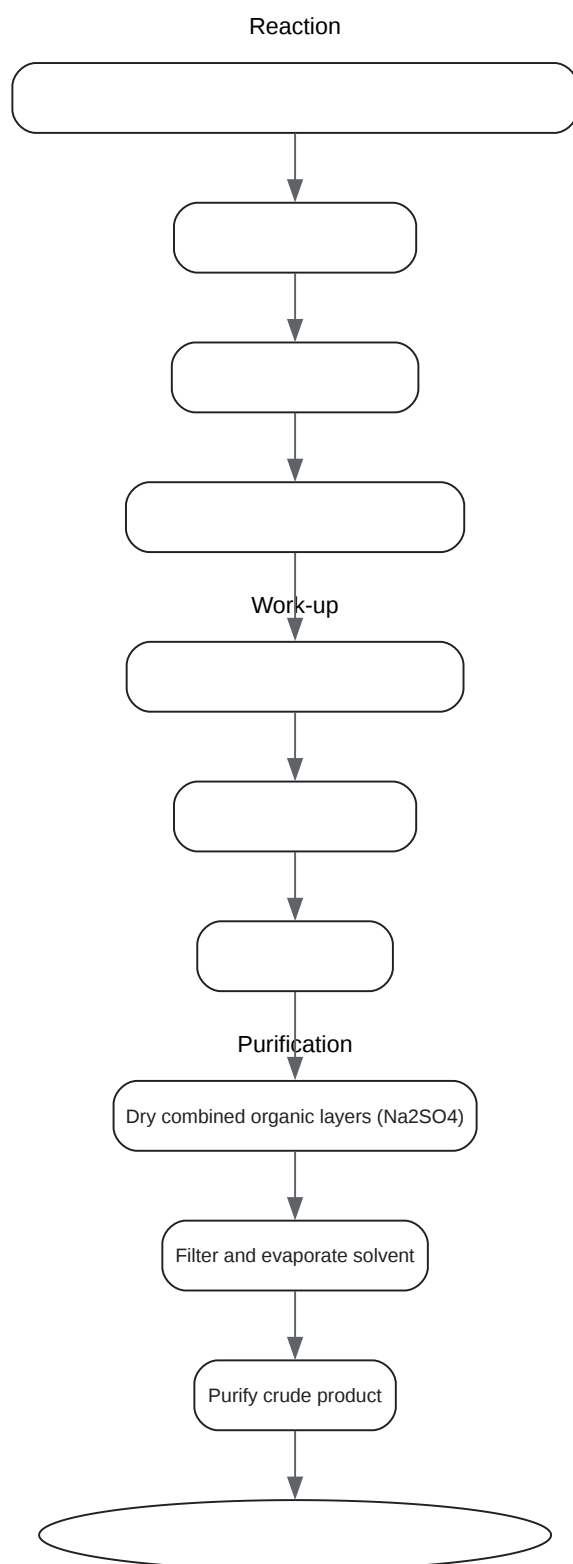 Reaction
Work-up
Purification
Dry combined organic layers (Na2SO4)
Filter and evaporate solvent
Purify crude product